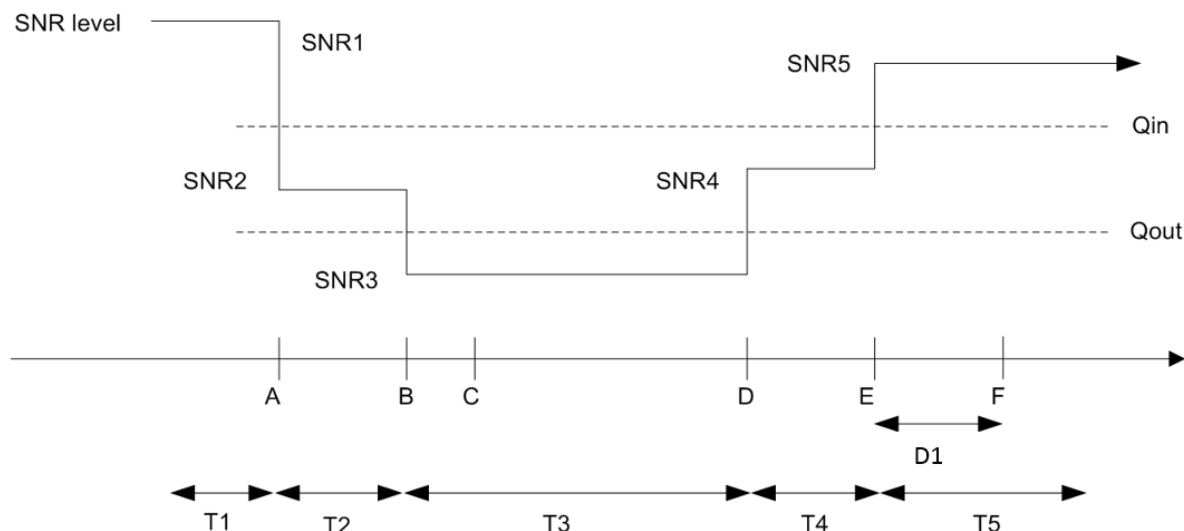 SNR level
SNR1
SNR5
Qin
SNR2
SNR4
Qout
SNR3
A B C D E F
D1
T1 T2 T3 T4 T5